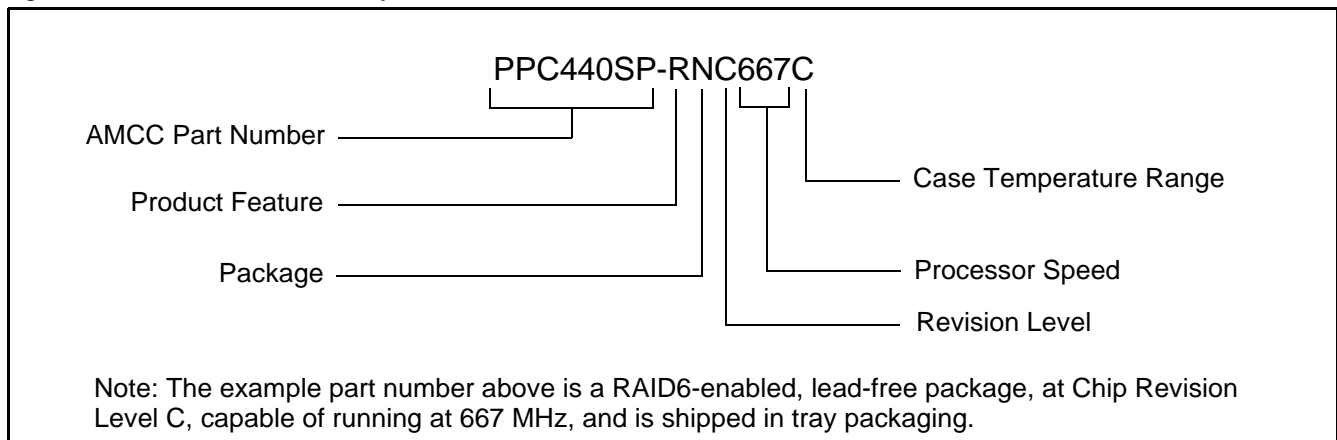 PPC440SP-RNC667C
AMCC Part Number
Product Feature
Package
Case Temperature Range
Processor Speed
Revision Level
Note: The example part number above is a RAID6-enabled, lead-free package, at Chip Revision
Level C, capable of running at 667 MHz, and is shipped in tray packaging.